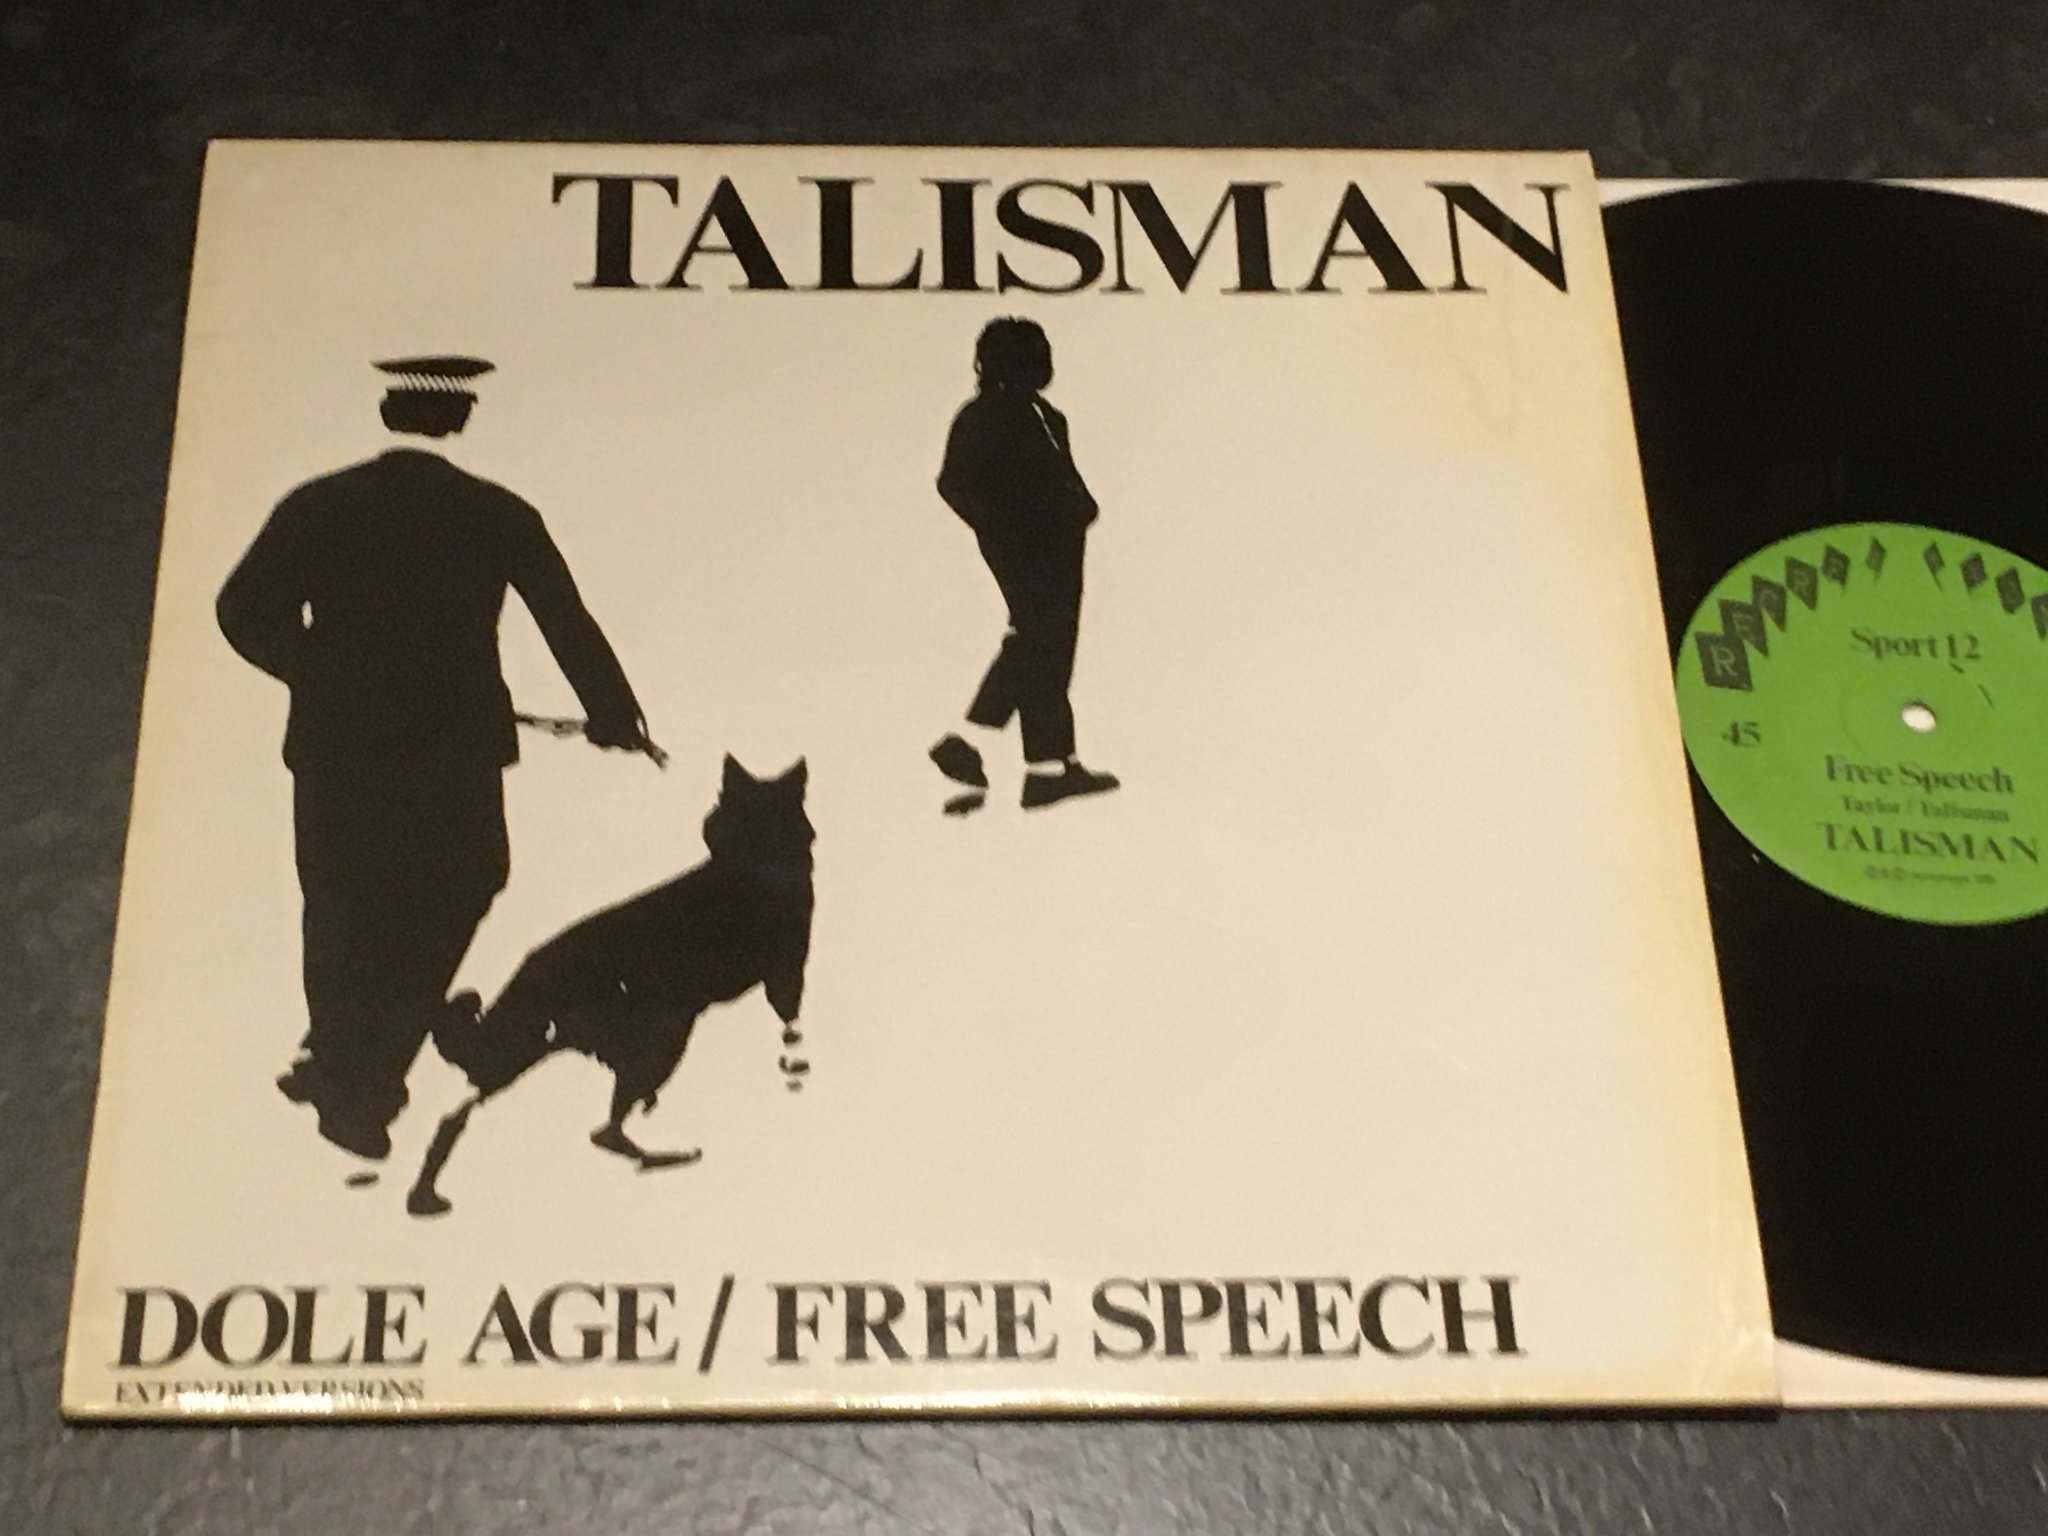 TALISMAN
DOLE AGE / FREE SPEECH
EXTENDED VERSIONS
Sport 12
45
Free Speech
Taylor / Talisman
TALISMAN